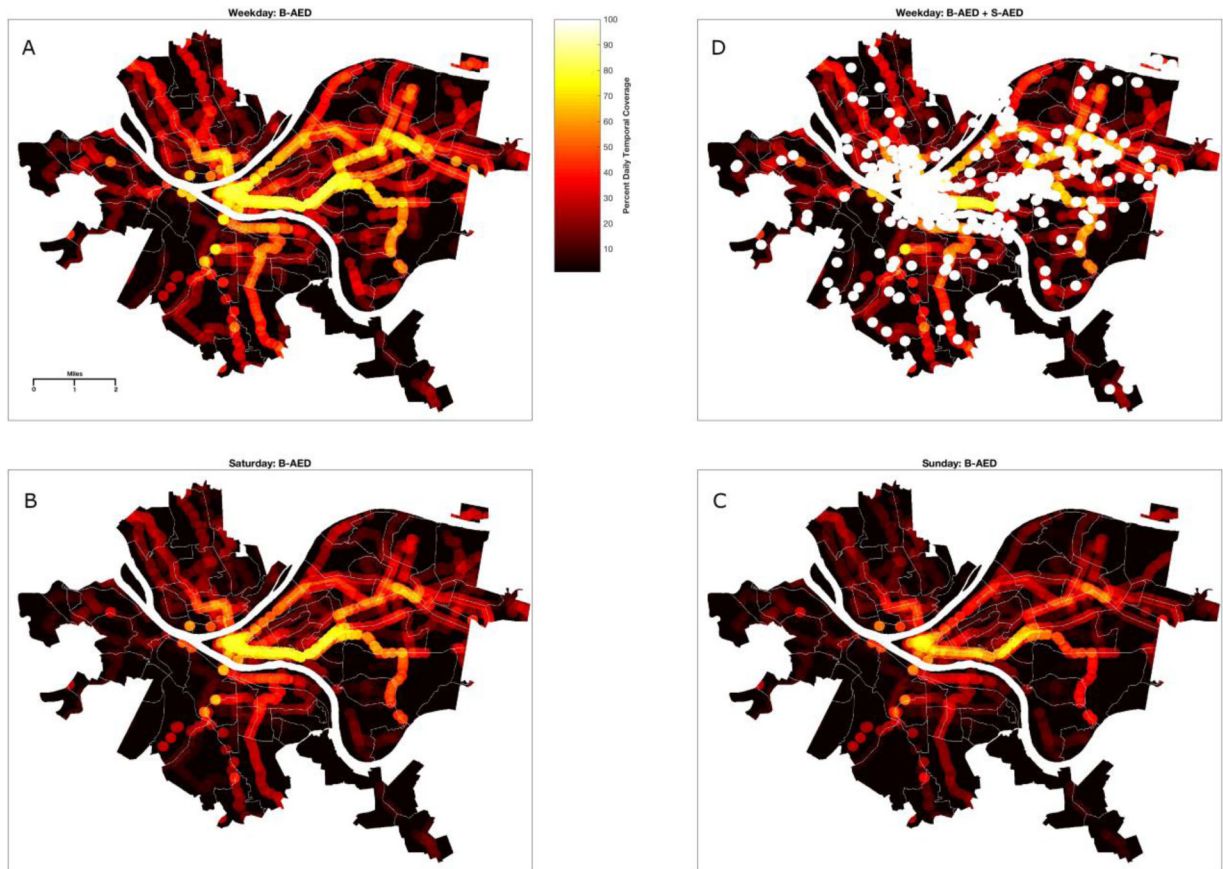 Weekday: B-AED
A
100
90
80
70
60
50
40
30
20
10
Percent Daily Temporal Coverage
Miles
0 1 2
Weekday: B-AED + S-AED
D
Saturday: B-AED
B
Sunday: B-AED
C